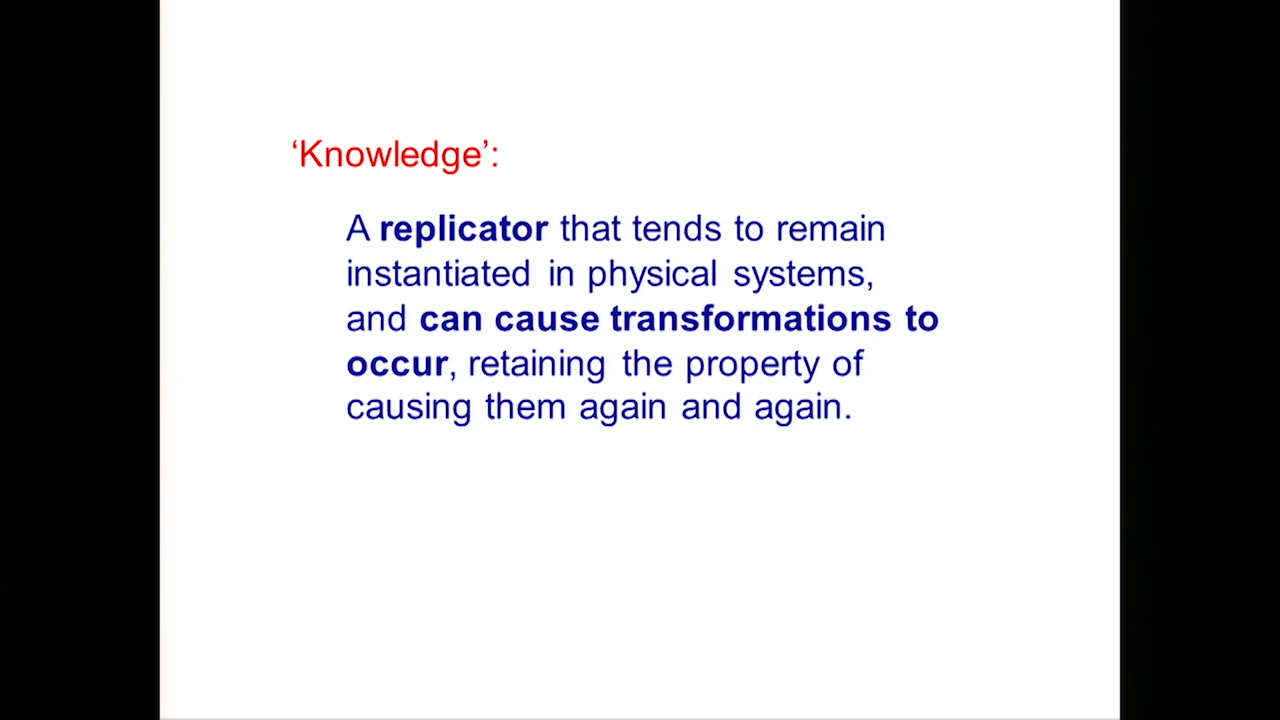 ‘Knowledge’:
A replicator that tends to remain
instantiated in physical systems,
and can cause transformations to
occur, retaining the property of
causing them again and again.